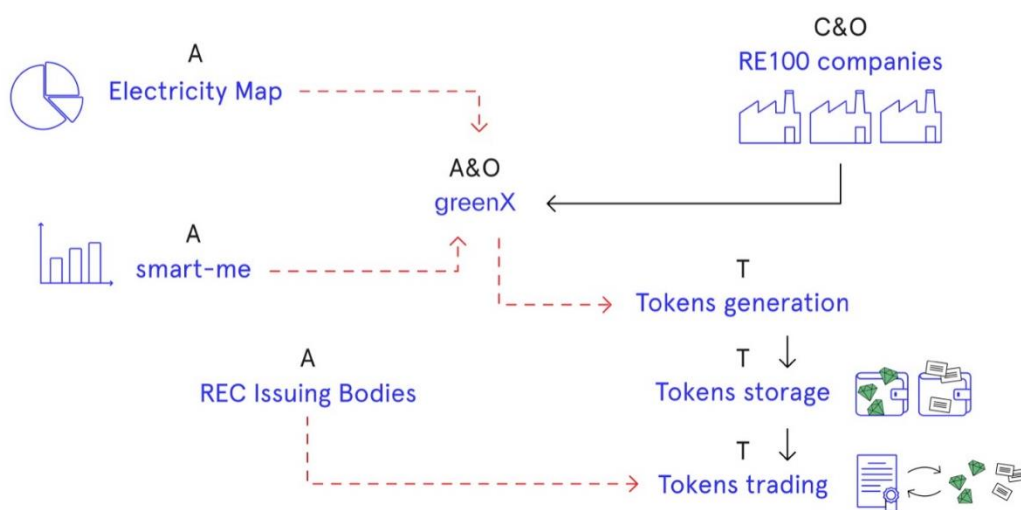 A
Electricity Map
C&O
RE100 companies
A&O
greenX
A
smart-me
T
Tokens generation
A
REC Issuing Bodies
T
Tokens storage
T
Tokens trading